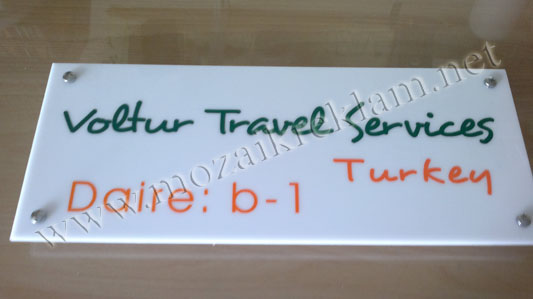 Voltur Travel Services
Turkey
Daire: b-1
www.mozaikreklam.net